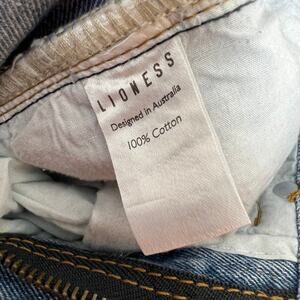 LIONESS
Designed in Australia
100% Cotton